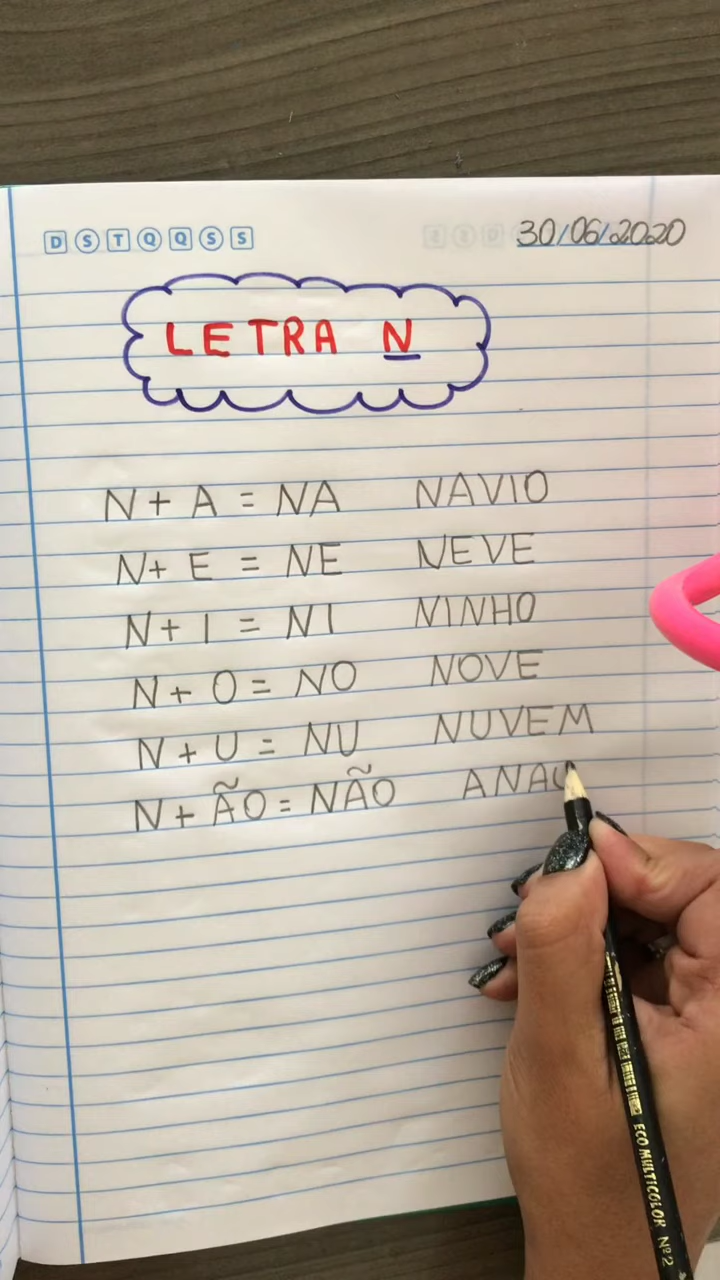 D S T Q Q S S
30/06/2020
LETRA N
N + A = NA NAVIO
N + E = NE NEVE
N + I = NI NINHO
N + O = NO NOVE
N + U = NU NUVEM
N + ÃO = NÃO
ECO MULTICOLOR Nº2